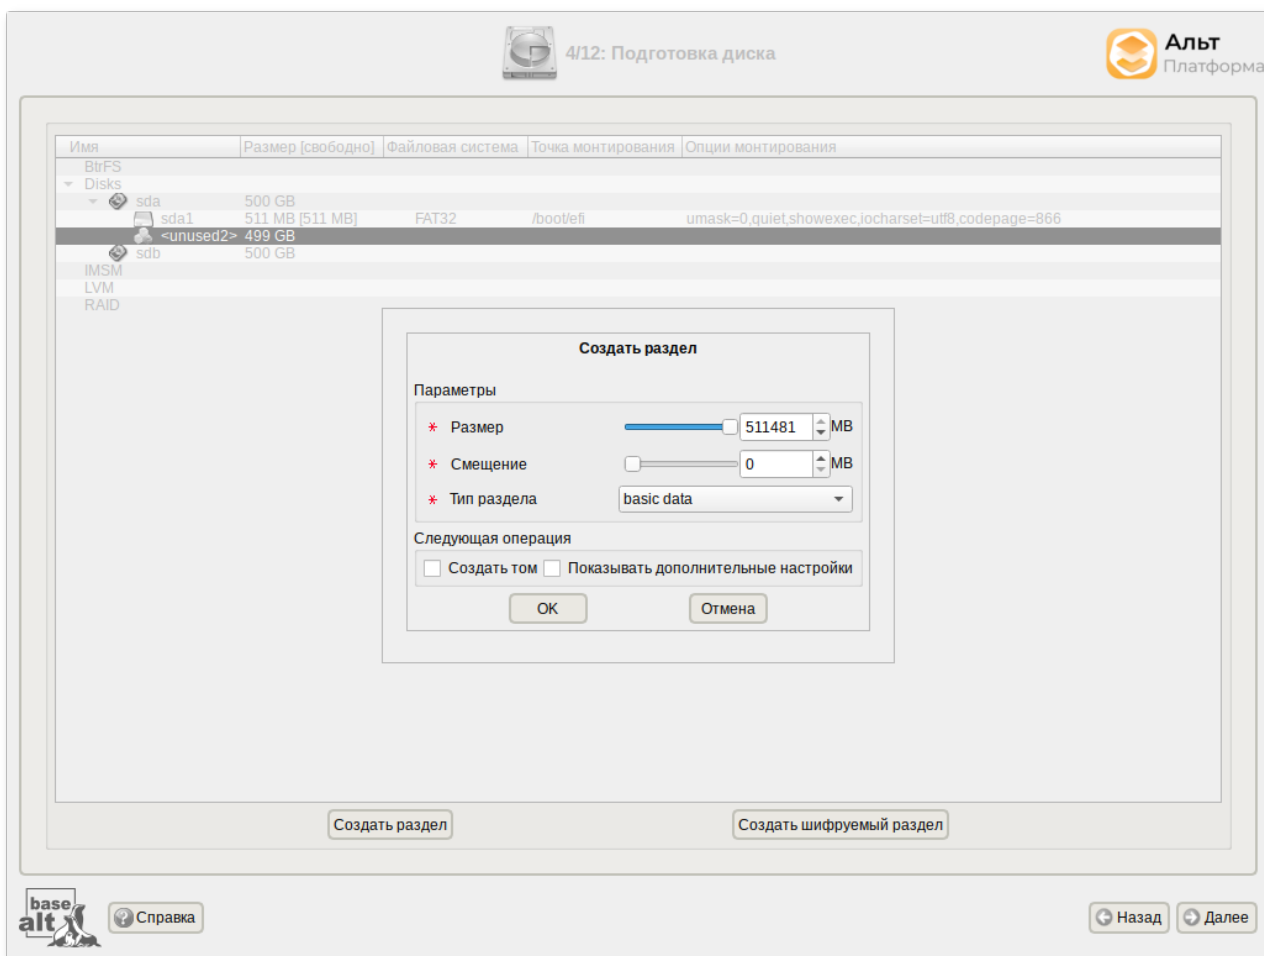 4/12: Подготовка диска
Альт
Платформа
Имя Размер [свободно] Файловая система Точка монтирования Опции монтирования
BtrFS
Disks
sda 500 GB
sda1 511 MB [511 MB] FAT32 /boot/efi umask=0,quiet,showexec,iocharset=utf8,codepage=866
<unused2> 499 GB
sdb 500 GB
IMSM
LVM
RAID
Создать раздел
Параметры
* Размер 511481 MB
* Смещение 0 MB
* Тип раздела basic data
Следующая операция
Создать том Показывать дополнительные настройки
OK Отмена
Создать раздел Создать шифруемый раздел
base
alt
Справка Назад Далее